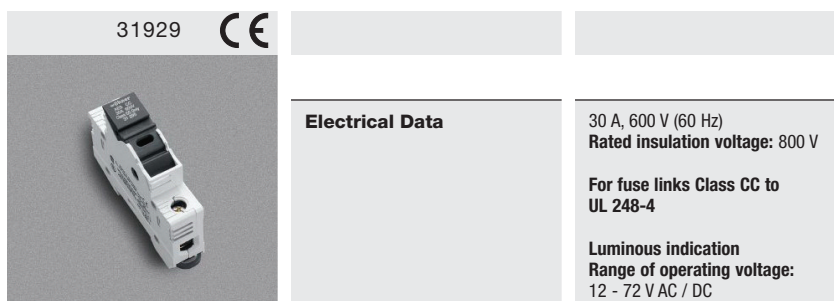 31929 CE
Electrical Data
30 A, 600 V (60 Hz)
Rated insulation voltage: 800 V
For fuse links Class CC to
UL 248-4
Luminous indication
Range of operating voltage:
12 - 72 V AC / DC